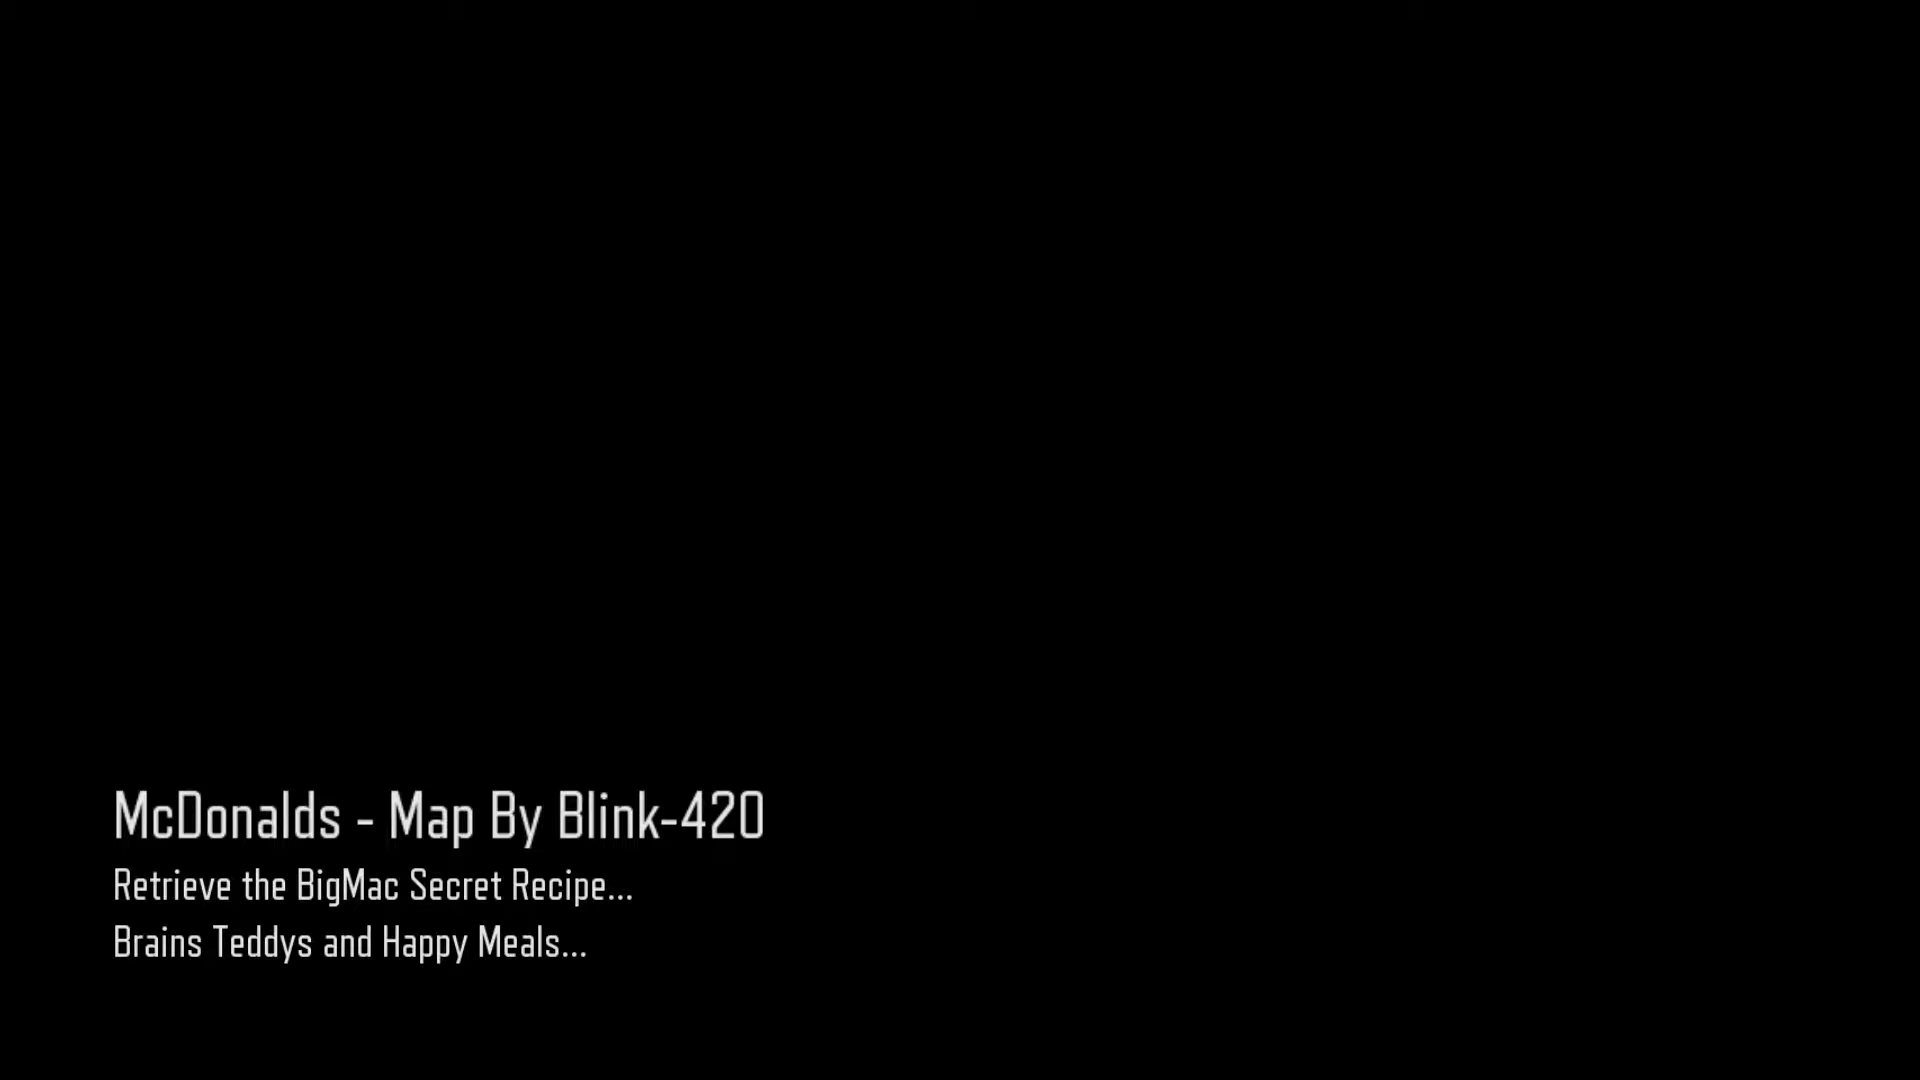 McDonalds - Map By Blink-420
Retrieve the BigMac Secret Recipe...
Brains Teddys and Happy Meals...